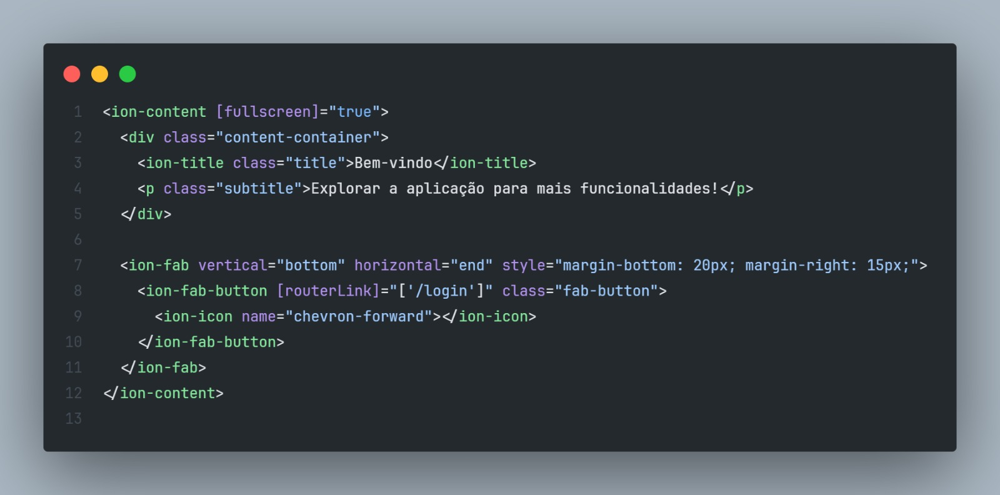 1 <ion-content [fullscreen]="true">
2   <div class="content-container">
3     <ion-title class="title">Bem-vindo</ion-title>
4     <p class="subtitle">Explorar a aplicação para mais funcionalidades!</p>
5   </div>
6
7   <ion-fab vertical="bottom" horizontal="end" style="margin-bottom: 20px; margin-right: 15px;">
8     <ion-fab-button [routerLink]="['/login']" class="fab-button">
9       <ion-icon name="chevron-forward"></ion-icon>
10     </ion-fab-button>
11   </ion-fab>
12 </ion-content>
13